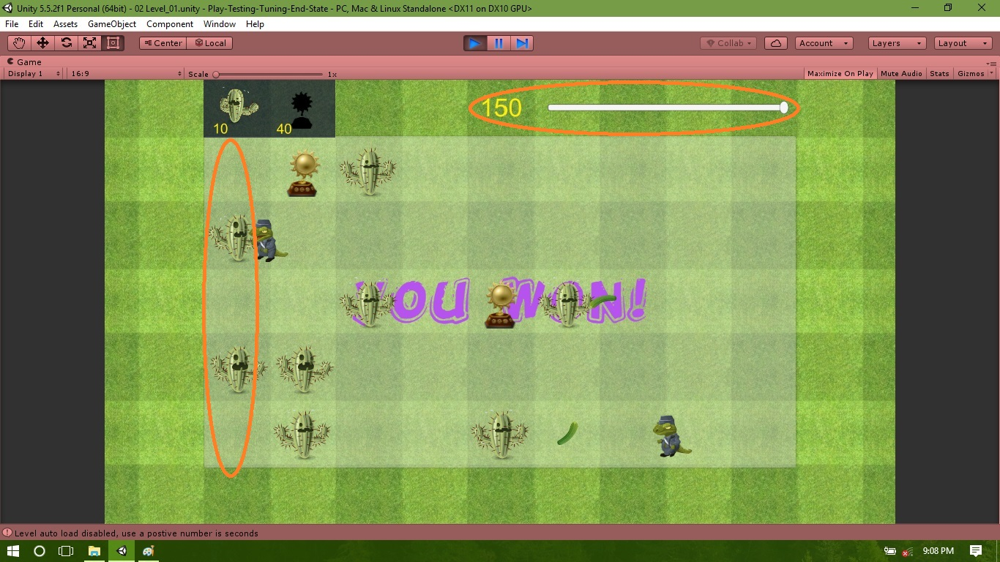 Unity 5.5.2f1 Personal (64bit) - 02 Level_01.unity - Play-Testing-Tuning-End-State - PC, Mac & Linux Standalone <DX11 on DX10 GPU>
File Edit Assets GameObject Component Window Help
Center Local Collab Account Layers Layout
Game
Display 1 16:9 Scale 1x Maximize On Play Mute Audio Stats Gizmos
150
10 40
YOU WON!
Level auto load disabled, use a postive number is seconds
9:08 PM